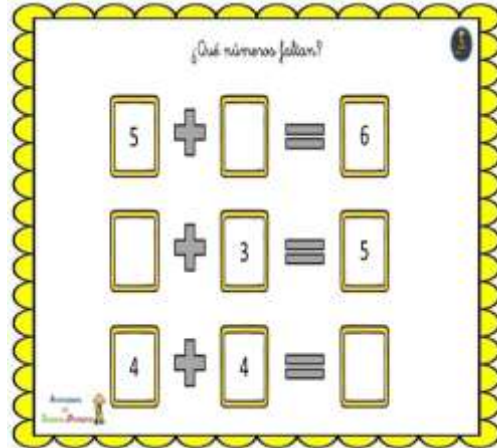 ¿Qué números faltan?
5 + = 6
+ 3 = 5
4 + 4 =